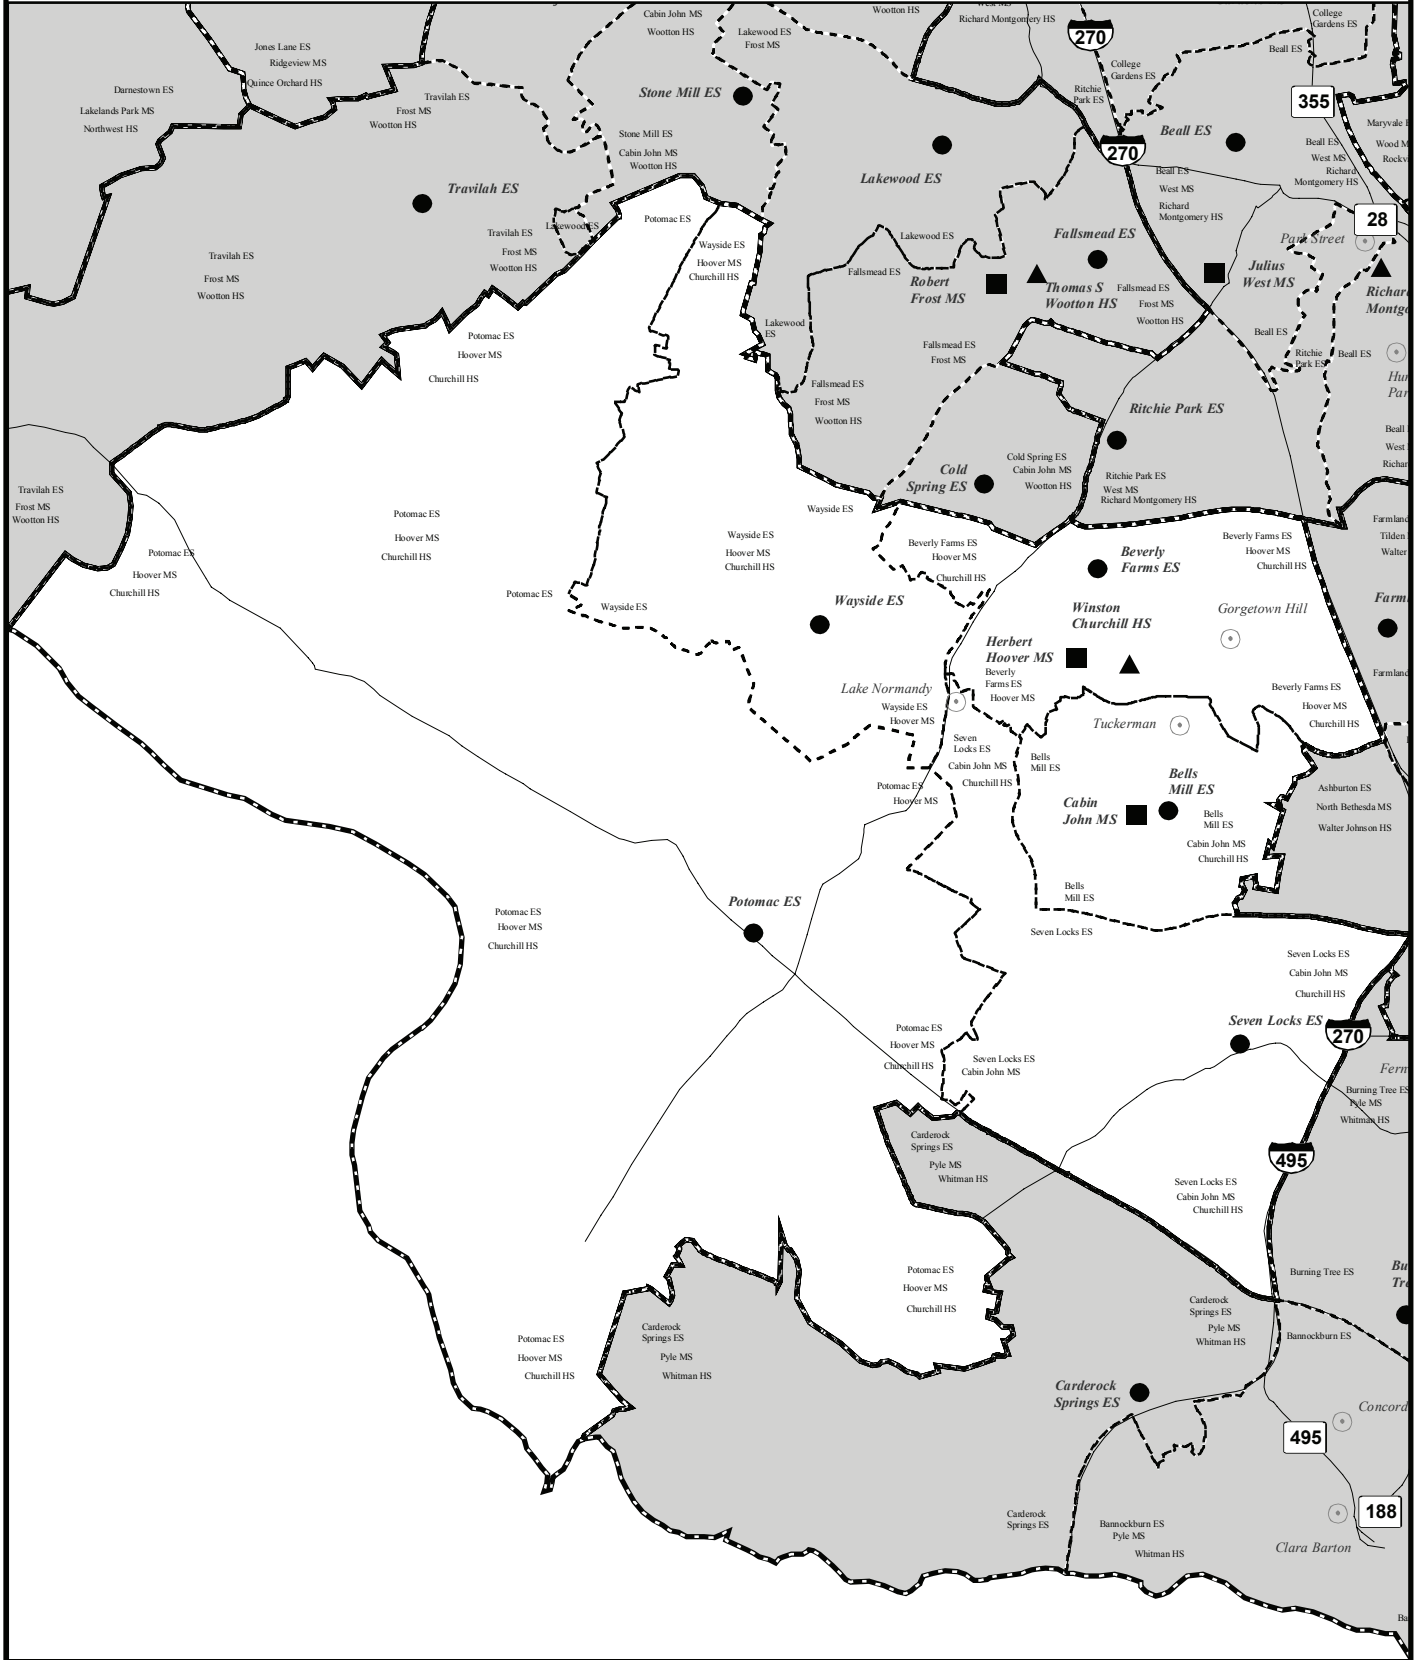 Cabin John MS
Wootton HS
Wootton HS
Richard Montgomery HS
270
College
Gardens ES
Lakewood ES
Frost MS
Beall ES
Jones Lane ES
Ridgeview MS
Quince Orchard HS
College
Gardens ES
Darnestown ES
Lakelands Park MS
Northwest HS
Travilah ES
Frost MS
Wootton HS
Stone Mill ES
Ritchie
Park ES
355
Beall ES
Stone Mill ES
Cabin John MS
Wootton HS
270
Beall ES
West MS
Richard
Montgomery HS
Lakewood ES
Beall ES
West MS
Richard
Montgomery HS
Travilah ES
Lakewood ES
Potomac ES
28
Park Street
Travilah ES
Frost MS
Wootton HS
Wayside ES
Hoover MS
Churchill HS
Lakewood ES
Fallsmead ES
Travilah ES
Frost MS
Wootton HS
Fallsmead ES
Robert
Frost MS
Thomas S
Wootton HS
Fallsmead ES
Frost MS
Wootton HS
Julius
West MS
Lakewood
ES
Potomac ES
Hoover MS
Churchill HS
Fallsmead ES
Frost MS
Beall ES
Ritchie
Park ES
Beall ES
Fallsmead ES
Frost MS
Wootton HS
Ritchie Park ES
Cold
Spring ES
Cold Spring ES
Cabin John MS
Wootton HS
Ritchie Park ES
West MS
Richard Montgomery HS
Travilah ES
Frost MS
Wootton HS
Potomac ES
Hoover MS
Churchill HS
Wayside ES
Wayside ES
Hoover MS
Churchill HS
Beverly Farms ES
Hoover MS
Churchill HS
Beverly
Farms ES
Beverly Farms ES
Hoover MS
Churchill HS
Potomac ES
Hoover MS
Churchill HS
Potomac ES
Wayside ES
Wayside ES
Winston
Churchill HS
Gorgetown Hill
Herbert
Hoover MS
Beverly
Farms ES
Hoover MS
Lake Normandy
Wayside ES
Hoover MS
Beverly Farms ES
Hoover MS
Churchill HS
Tuckerman
Seven
Locks ES
Cabin John MS
Churchill HS
Bells
Mill ES
Bells
Mill ES
Potomac ES
Hoover MS
Cabin
John MS
Bells
Mill ES
Cabin John MS
Churchill HS
Ashburton ES
North Bethesda MS
Walter Johnson HS
Bells
Mill ES
Potomac ES
Potomac ES
Hoover MS
Churchill HS
Seven Locks ES
Seven Locks ES
Cabin John MS
Churchill HS
Seven Locks ES
270
Potomac ES
Hoover MS
Churchill HS
Seven Locks ES
Cabin John MS
Burning Tree ES
Pyle MS
Whitman HS
Carderock
Springs ES
Pyle MS
Whitman HS
495
Seven Locks ES
Cabin John MS
Churchill HS
Potomac ES
Hoover MS
Churchill HS
Burning Tree ES
Carderock
Springs ES
Pyle MS
Whitman HS
Bannockburn ES
Potomac ES
Hoover MS
Churchill HS
Carderock
Springs ES
Pyle MS
Whitman HS
Carderock
Springs ES
Concord
495
Carderock
Springs ES
Bannockburn ES
Pyle MS
Whitman HS
188
Clara Barton